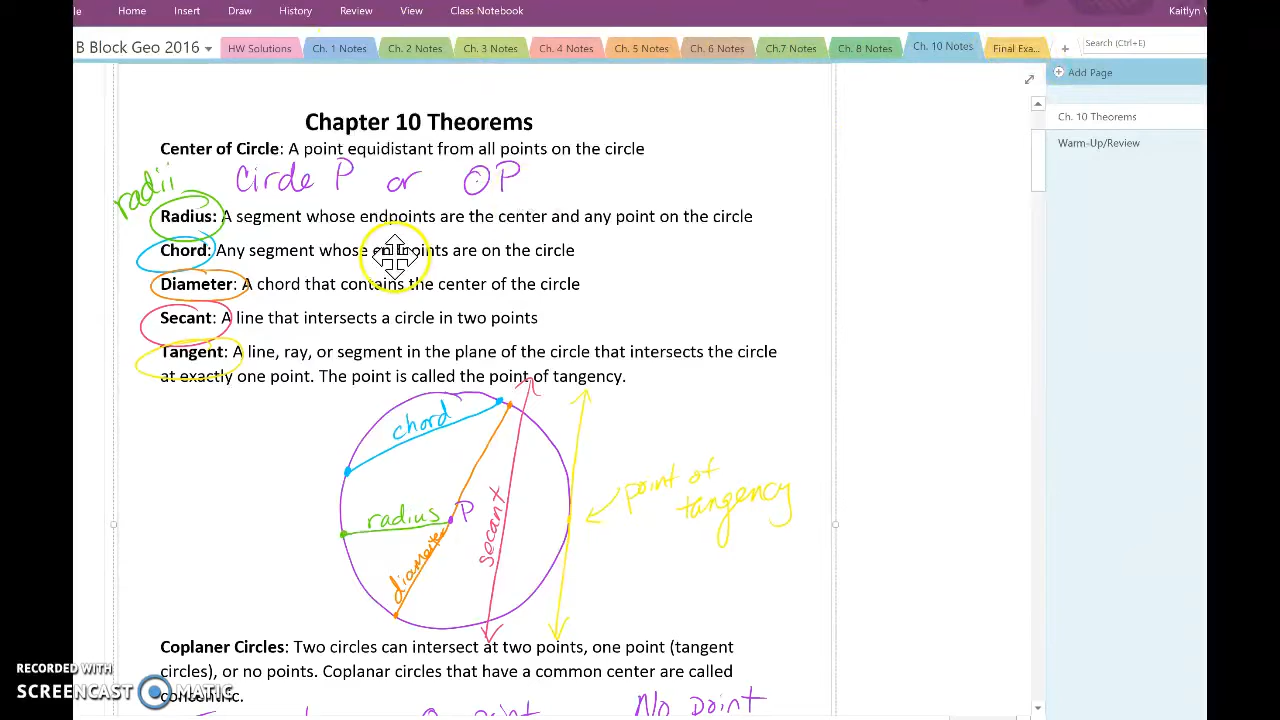 le Home Insert Draw History Review View Class Notebook Kaitlyn V
B Block Geo 2016 HW Solutions Ch. 1 Notes Ch. 2 Notes Ch. 3 Notes Ch. 4 Notes Ch. 5 Notes Ch. 6 Notes Ch.7 Notes Ch. 8 Notes Ch. 10 Notes Final Exa... + Search (Ctrl+E)
Add Page
Ch. 10 Theorems
Warm-Up/Review
Chapter 10 Theorems
Center of Circle: A point equidistant from all points on the circle
Circle P or ⊙P
radii
Radius: A segment whose endpoints are the center and any point on the circle
Chord: Any segment whose endpoints are on the circle
Diameter: A chord that contains the center of the circle
Secant: A line that intersects a circle in two points
Tangent: A line, ray, or segment in the plane of the circle that intersects the circle
at exactly one point. The point is called the point of tangency.
chord
radius
P
diameter
secant
point of
tangency
Coplaner Circles: Two circles can intersect at two points, one point (tangent
circles), or no points. Coplanar circles that have a common center are called
concentric.
point No point
RECORDED WITH
SCREENCAST MATIC